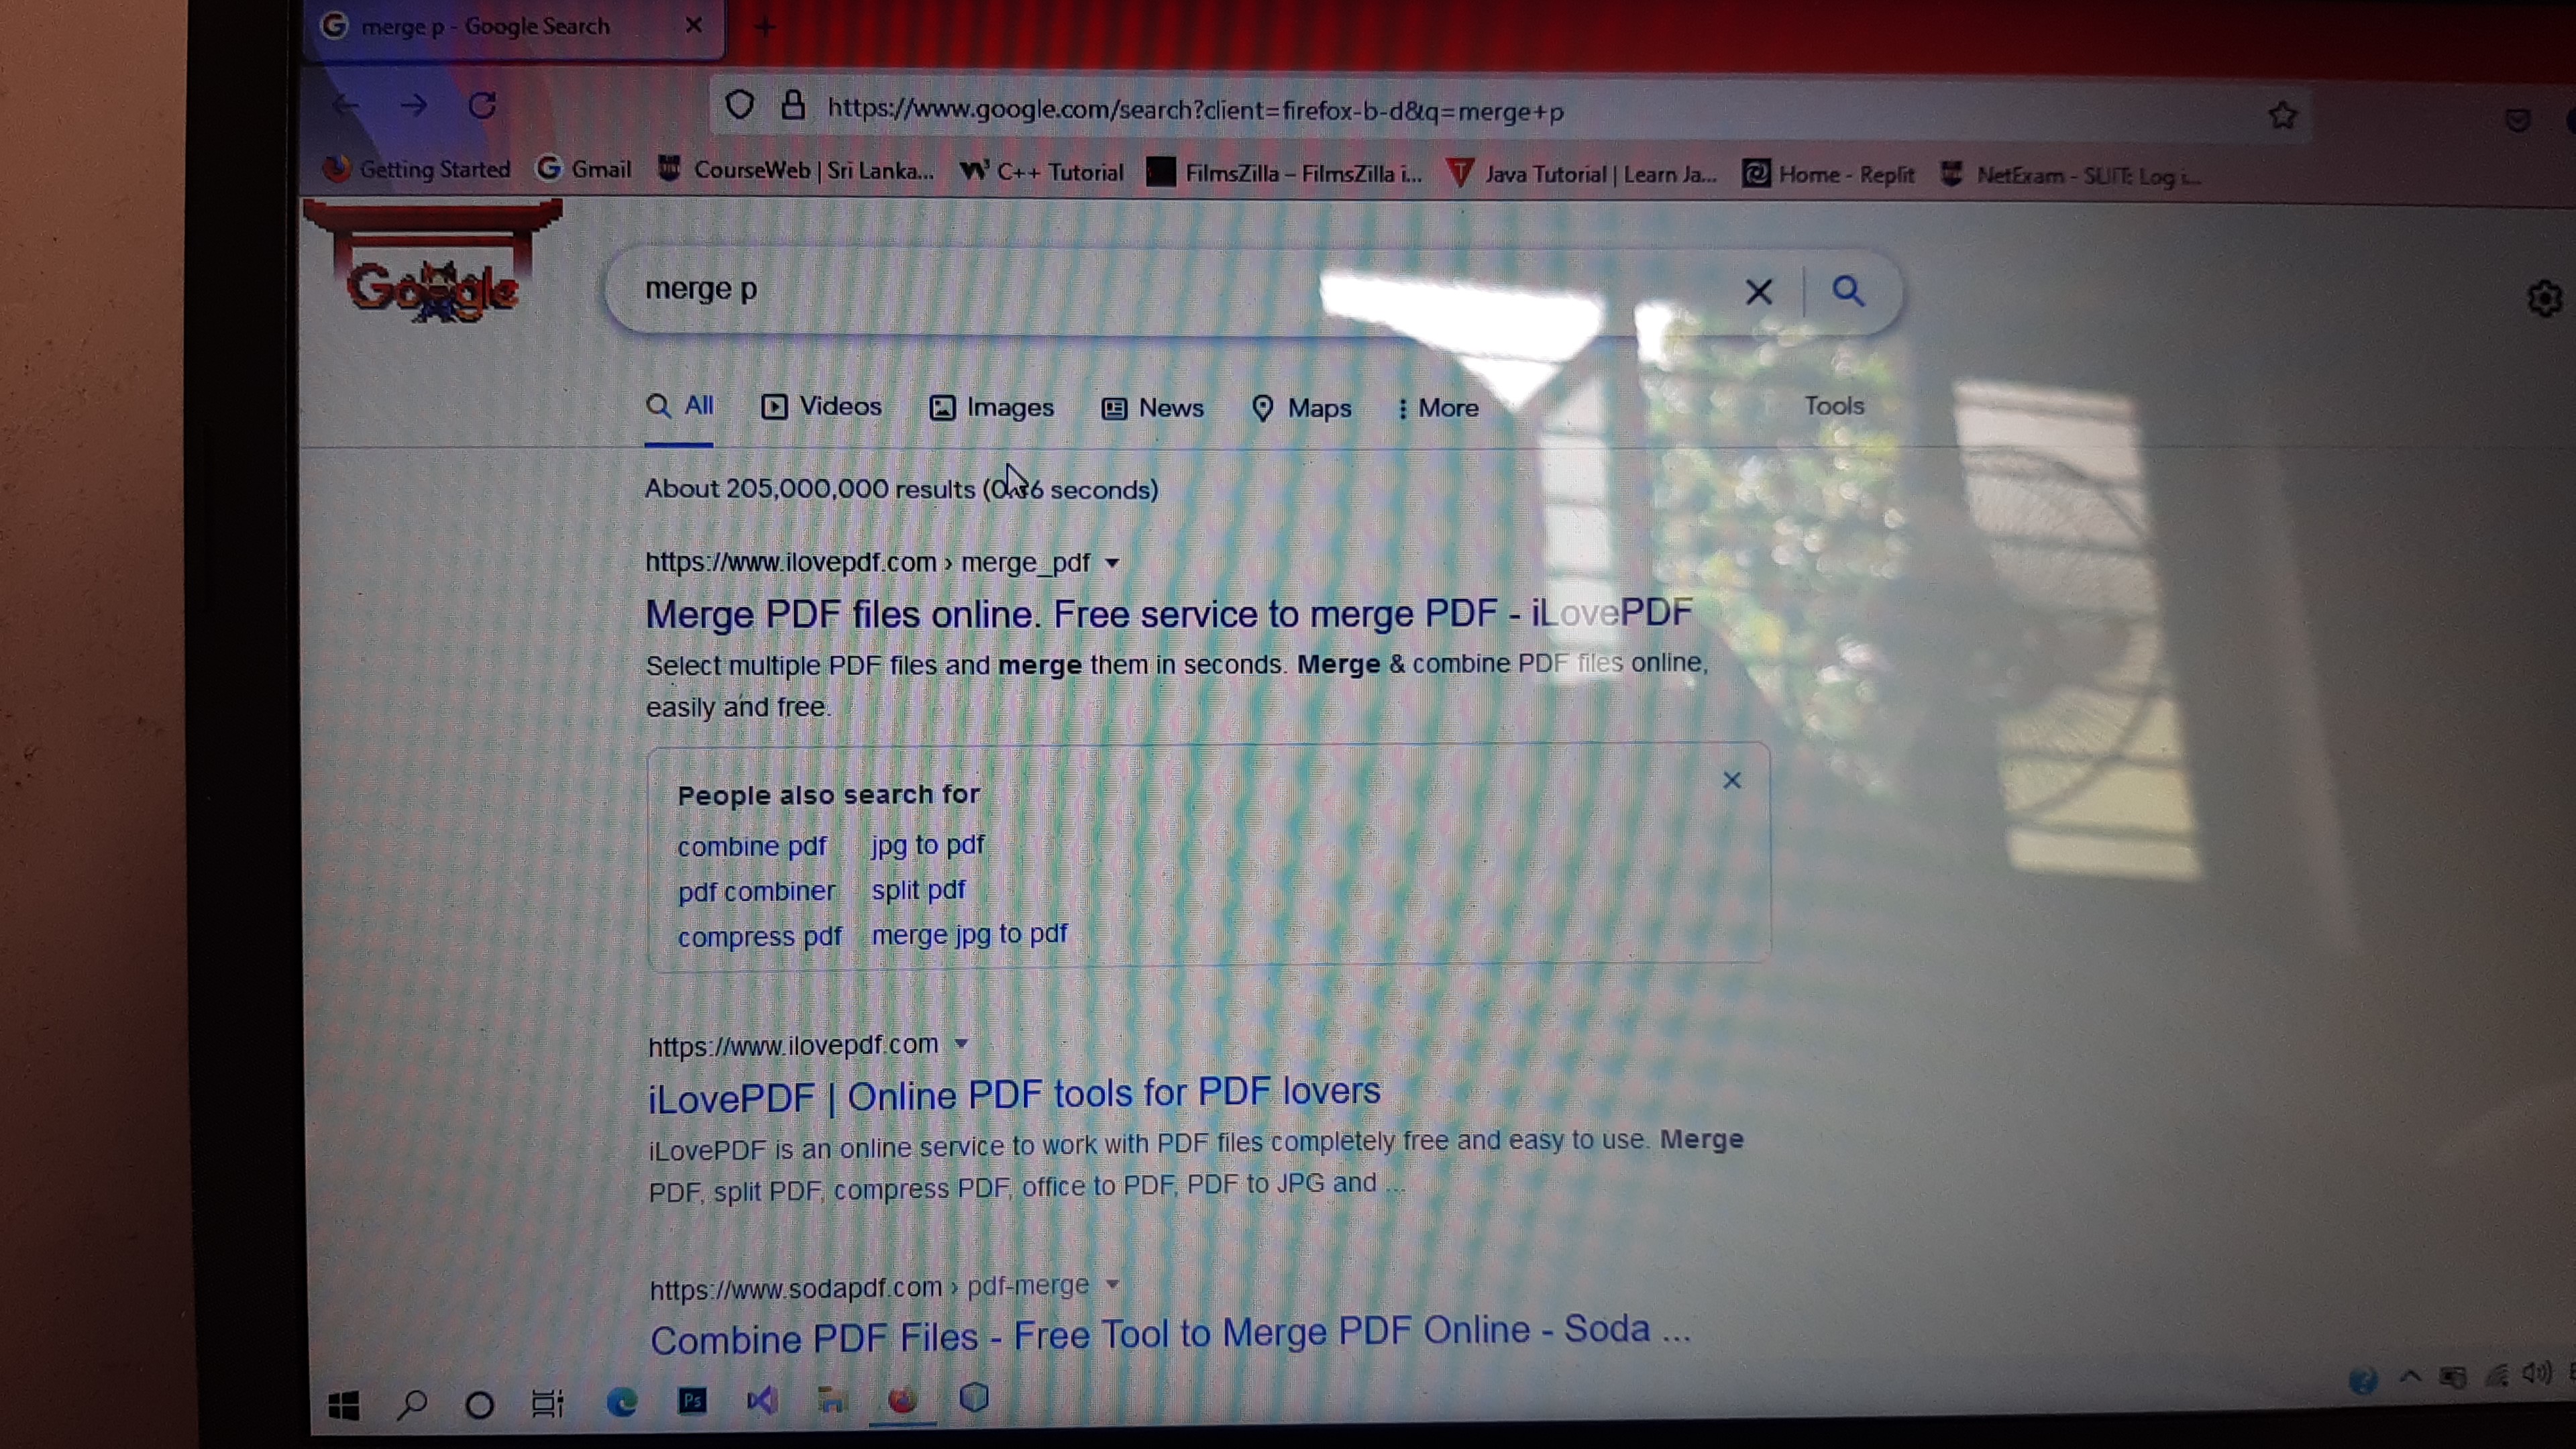 merge p - Google Search
https://www.google.com/search?client=firefox-b-d&q=merge+p
Getting Started Gmail CourseWeb | Sri Lanka... C++ Tutorial FilmsZilla – FilmsZilla i... Java Tutorial | Learn Ja... Home - Replit NetExam - SLIIT: Log i...
Google
merge p
All Videos Images News Maps More Tools
About 205,000,000 results ( seconds)
https://www.ilovepdf.com › merge_pdf
Merge PDF files online. Free service to merge PDF - iLovePDF
Select multiple PDF files and merge them in seconds. Merge & combine PDF files online,
easily and free.
People also search for
combine pdf jpg to pdf
pdf combiner split pdf
compress pdf merge jpg to pdf
https://www.ilovepdf.com
iLovePDF | Online PDF tools for PDF lovers
iLovePDF is an online service to work with PDF files completely free and easy to use. Merge
PDF, split PDF, compress PDF, office to PDF, PDF to JPG and ...
https://www.sodapdf.com › pdf-merge
Combine PDF Files - Free Tool to Merge PDF Online - Soda ...
Ps